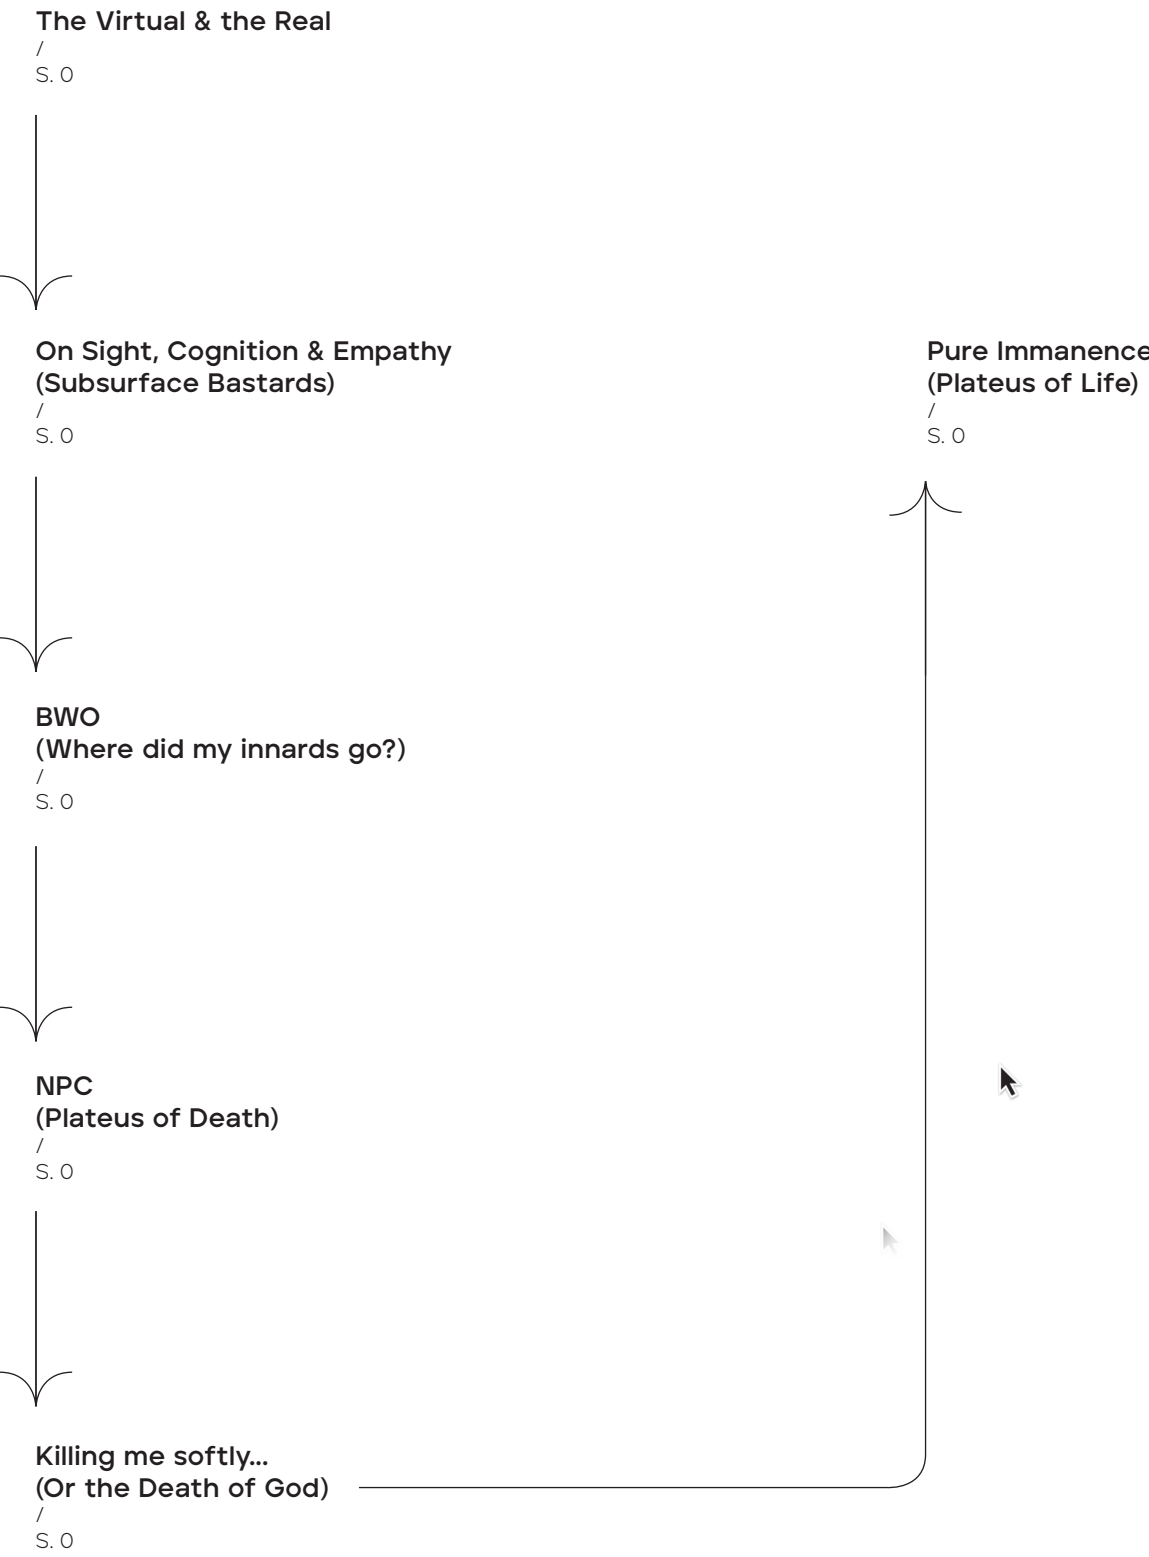 The Virtual & the Real
/
S. 0
On Sight, Cognition & Empathy
(Subsurface Bastards)
/
S. 0
BWO
(Where did my innards go?)
/
S. 0
NPC
(Plateus of Death)
/
S. 0
Killing me softly...
(Or the Death of God)
/
S. 0
Pure Immanence
(Plateus of Life)
/
S. 0